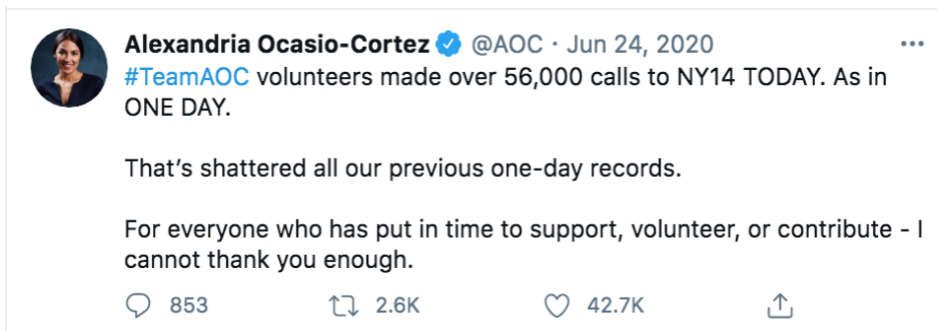 Alexandria Ocasio-Cortez @AOC · Jun 24, 2020
#TeamAOC volunteers made over 56,000 calls to NY14 TODAY. As in
ONE DAY.
That's shattered all our previous one-day records.
For everyone who has put in time to support, volunteer, or contribute - I
cannot thank you enough.
853 2.6K 42.7K